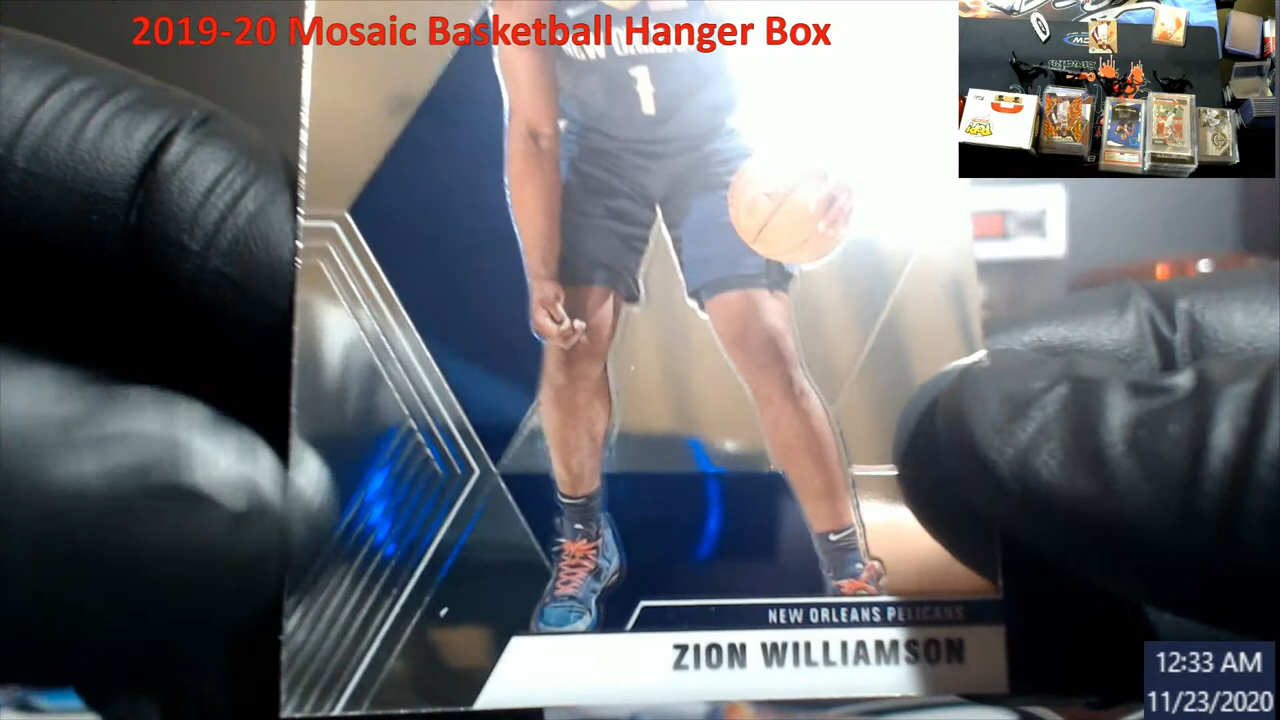 2019-20 Mosaic Basketball Hanger Box
NEW ORLEANS
1
NEW ORLEANS PELICANS
ZION WILLIAMSON
12:33 AM
11/23/2020